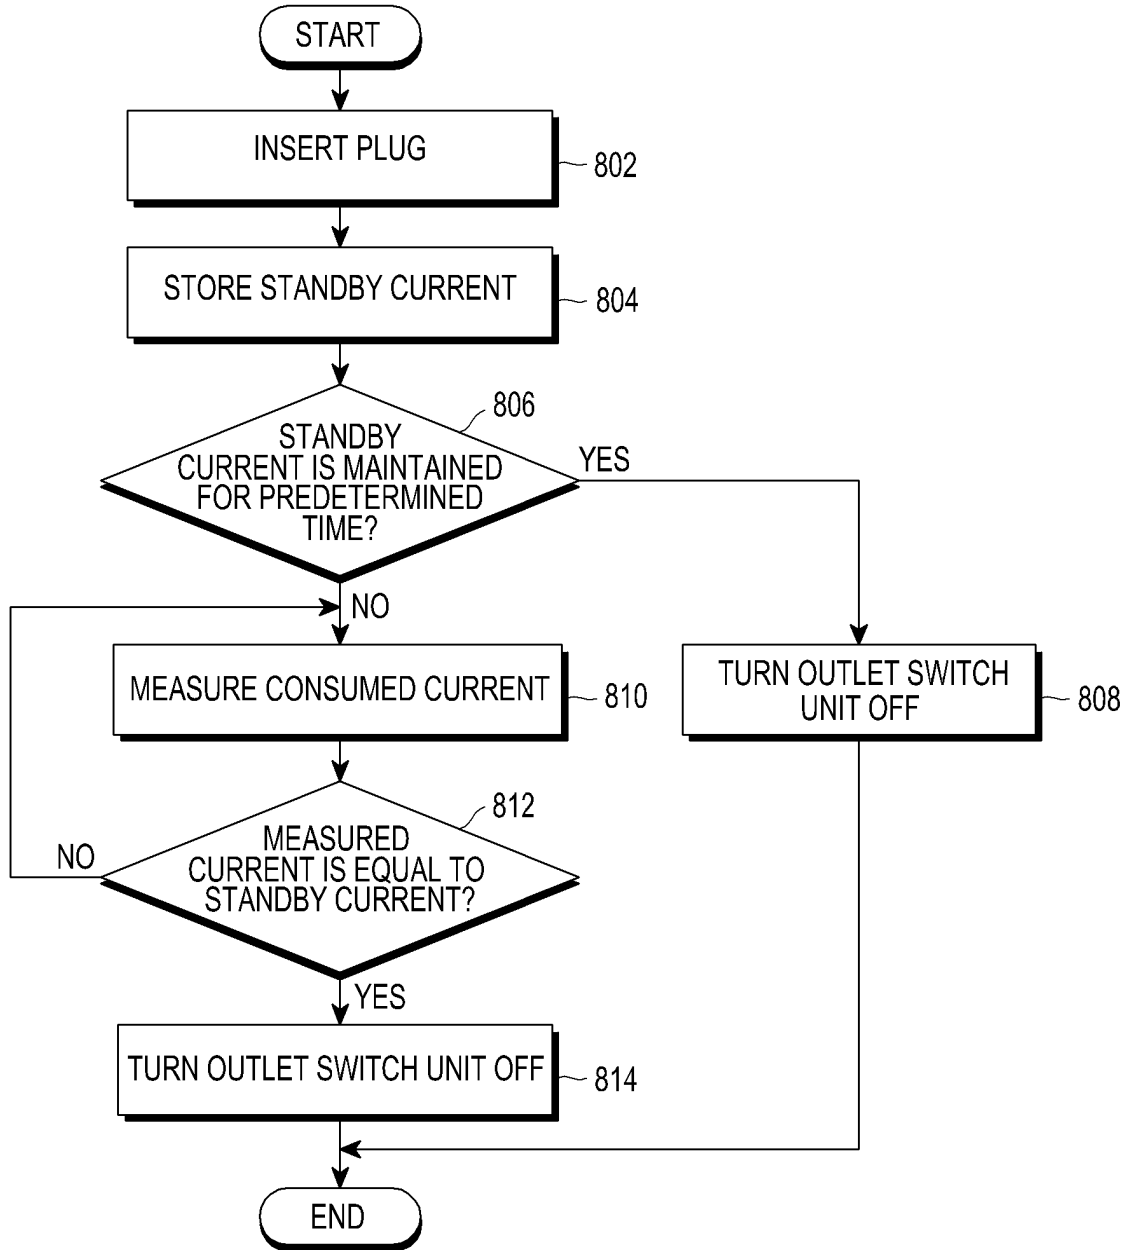 START
INSERT PLUG
802
STORE STANDBY CURRENT
804
806
STANDBY
CURRENT IS MAINTAINED
FOR PREDETERMINED
TIME?
YES
NO
MEASURE CONSUMED CURRENT
810
TURN OUTLET SWITCH
UNIT OFF
808
812
MEASURED
CURRENT IS EQUAL TO
STANDBY CURRENT?
NO
YES
TURN OUTLET SWITCH UNIT OFF
814
END